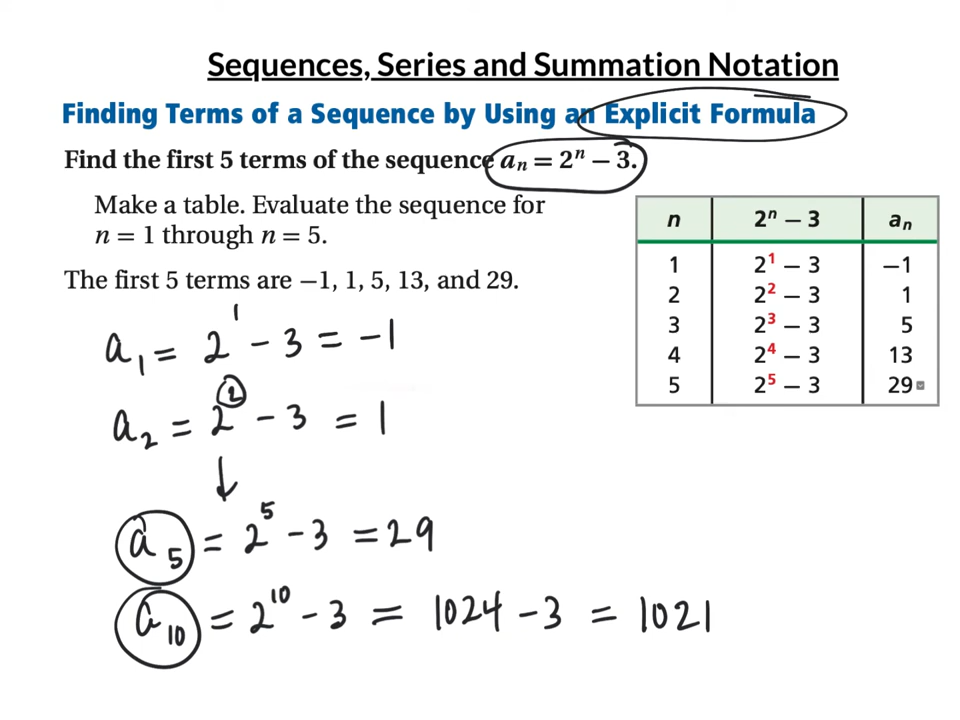 Sequences, Series and Summation Notation
Finding Terms of a Sequence by Using an Explicit Formula
Find the first 5 terms of the sequence aₙ = 2ⁿ − 3.
Make a table. Evaluate the sequence for
n = 1 through n = 5.
The first 5 terms are −1, 1, 5, 13, and 29.
n 2ⁿ − 3 aₙ
1 2¹ − 3 −1
2 2² − 3 1
3 2³ − 3 5
4 2⁴ − 3 13
5 2⁵ − 3 29
a₁ = 2¹ − 3 = −1
a₂ = 2² − 3 = 1
↓
a₅ = 2⁵ − 3 = 29
a₁₀ = 2¹⁰ − 3 = 1024 − 3 = 1021